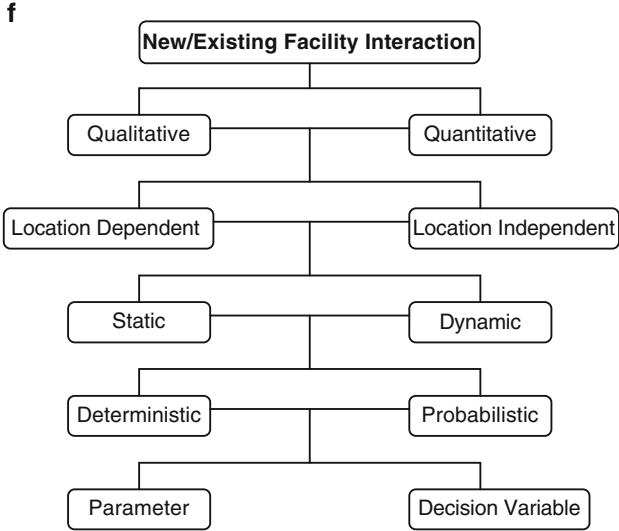 f
New/Existing Facility Interaction
Qualitative
Quantitative
Location Dependent
Location Independent
Static
Dynamic
Deterministic
Probabilistic
Parameter
Decision Variable